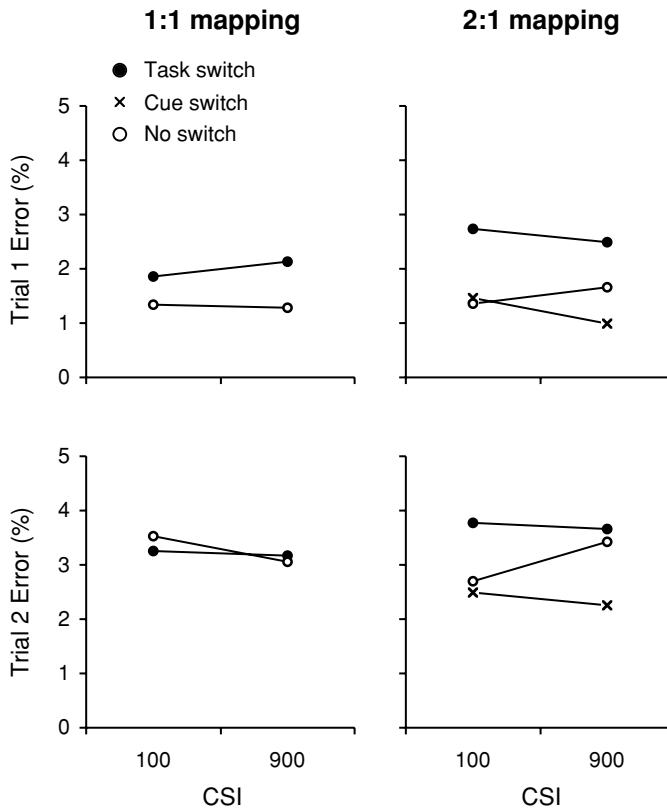 1:1 mapping
2:1 mapping
Task switch
Cue switch
No switch
Trial 1 Error (%)
5
4
3
2
1
0
Trial 2 Error (%)
5
4
3
2
1
0
100
900
100
900
CSI
CSI